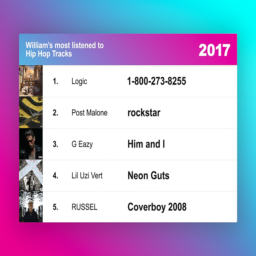 William's most listened to
Hip Hop Tracks
2017
1. Logic 1-800-273-8255
2. Post Malone rockstar
3. G Eazy Him and I
4. Lil Uzi Vert Neon Guts
5. RUSSEL Coverboy 2008